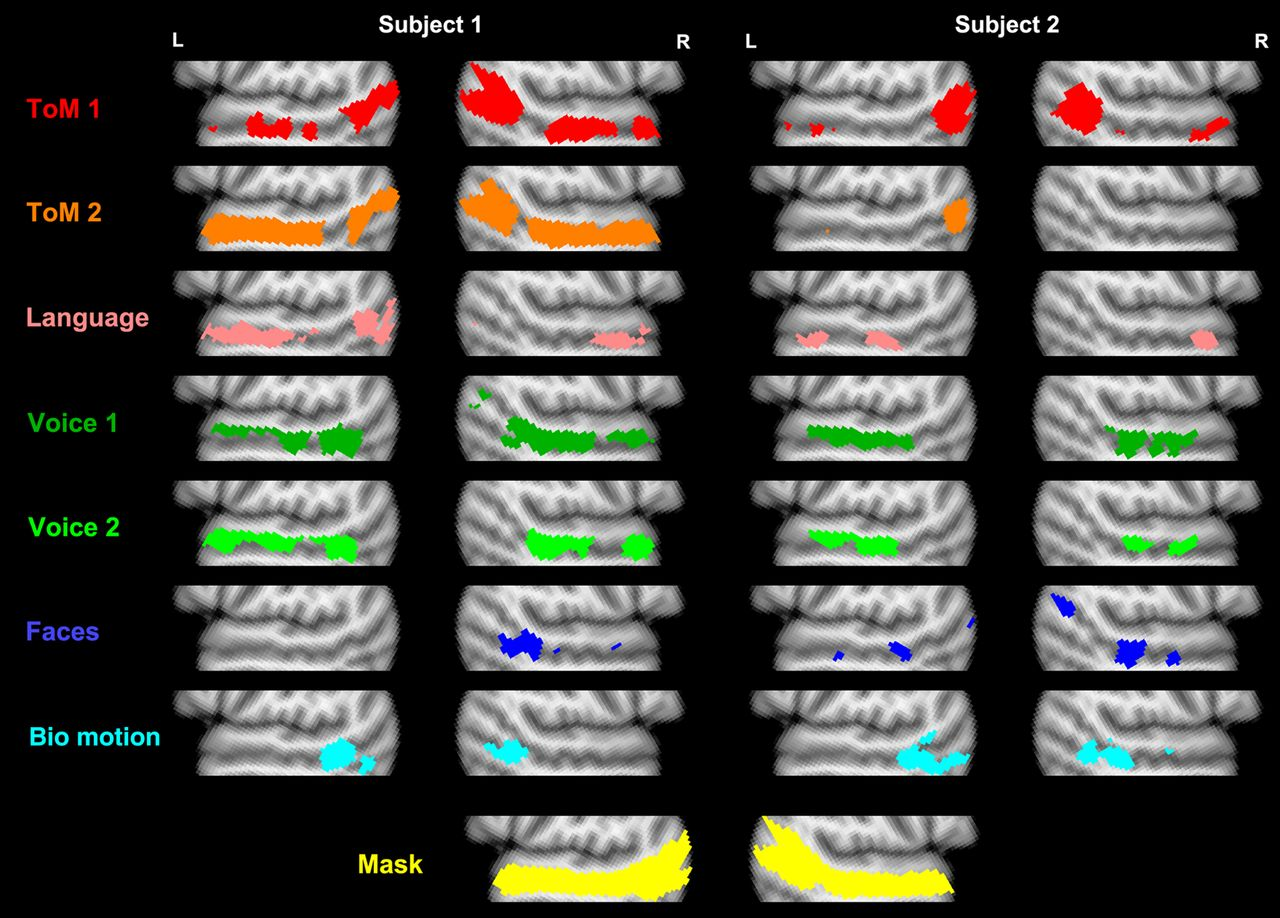 Subject 1 Subject 2
L R L R
ToM 1
ToM 2
Language
Voice 1
Voice 2
Faces
Bio motion
Mask